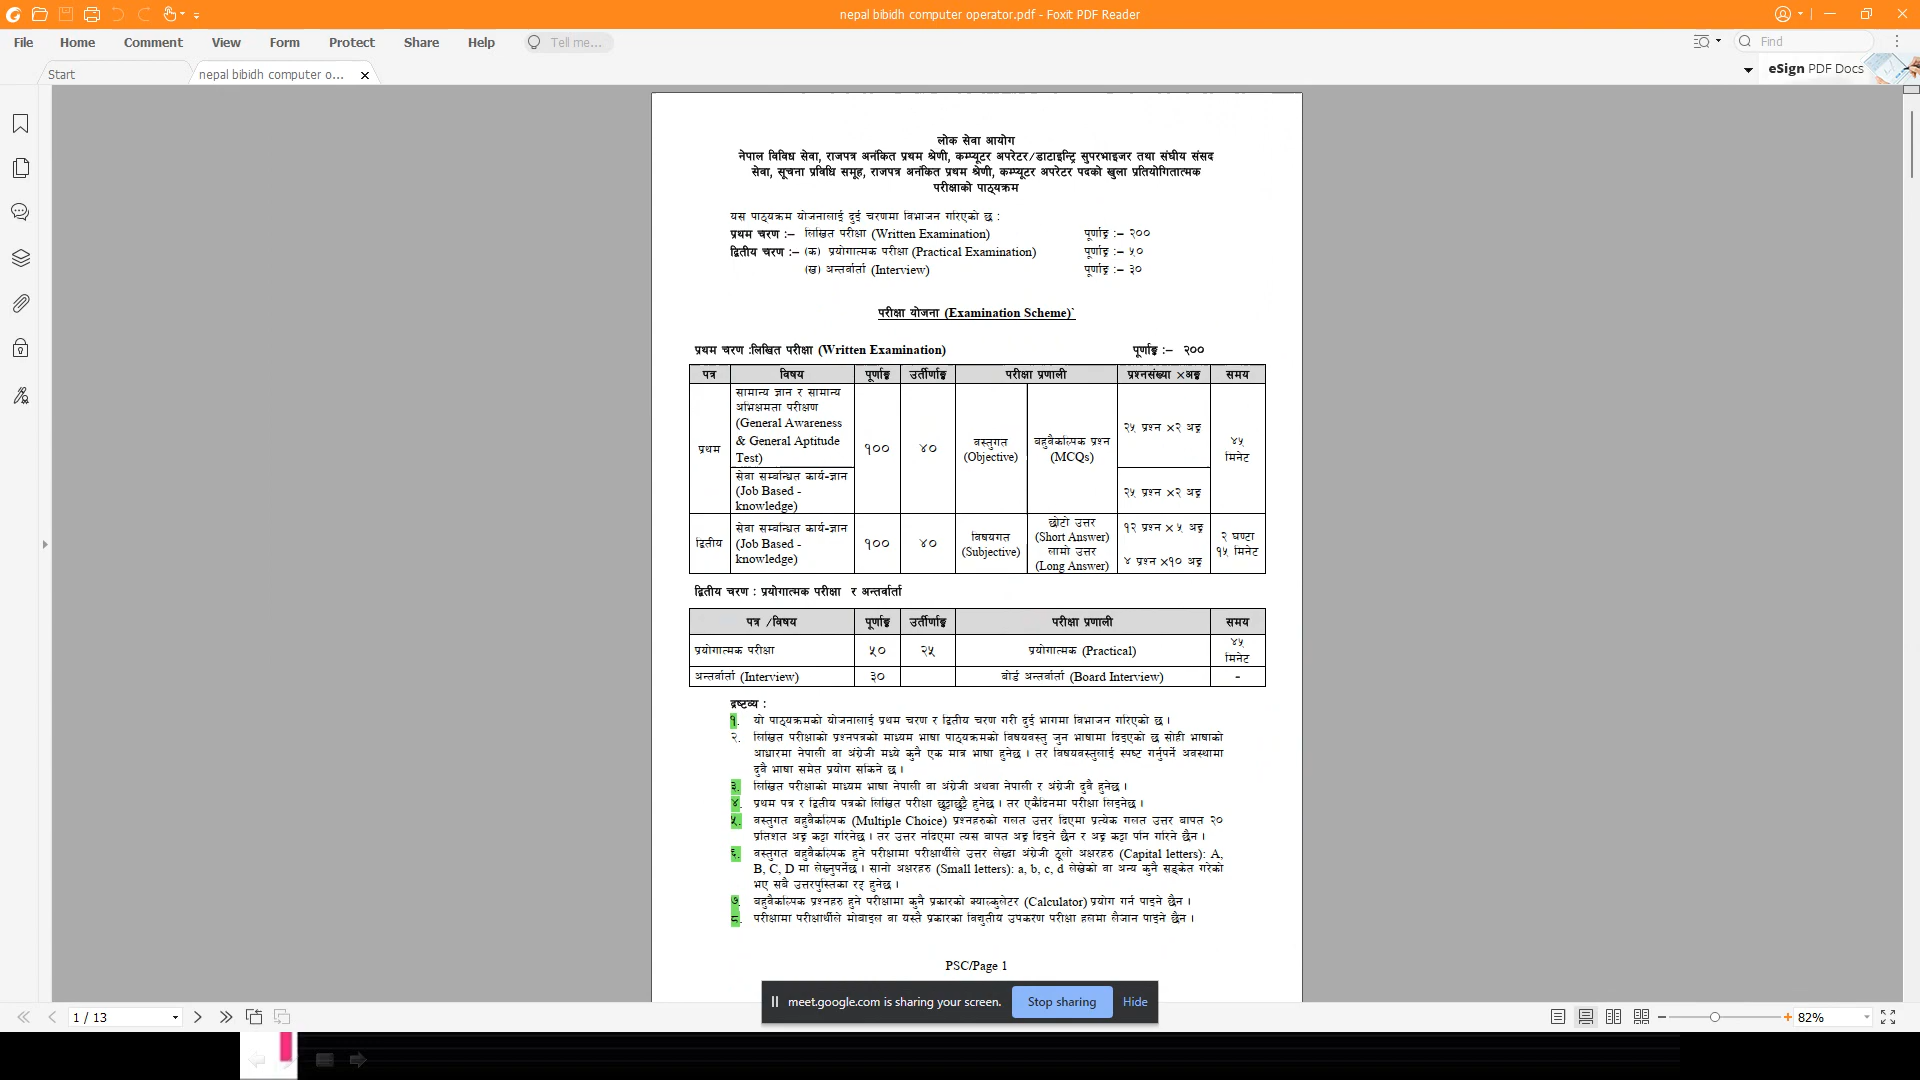 nepal bibidh computer operator.pdf - Foxit PDF Reader
File Home Comment View Form Protect Share Help Tell me... Find
Start nepal bibidh computer o... eSign PDF Docs
लोक सेवा आयोग
नेपाल विविध सेवा, राजपत्र अनंकित प्रथम श्रेणी, कम्प्यूटर अपरेटर/डाटाइन्ट्रि सुपरभाइजर तथा संघीय संसद
सेवा, सूचना प्रविधि समूह, राजपत्र अनंकित प्रथम श्रेणी, कम्प्यूटर अपरेटर पदको खुला प्रतियोगितात्मक
परीक्षाको पाठ्यक्रम
यस पाठ्यक्रम योजनालाई दुई चरणमा विभाजन गरिएको छ :
प्रथम चरण :– लिखित परीक्षा (Written Examination) पूर्णाङ्क :– २००
द्वितीय चरण :– (क) प्रयोगात्मक परीक्षा (Practical Examination) पूर्णाङ्क :– ५०
(ख) अन्तर्वार्ता (Interview) पूर्णाङ्क :– ३०
परीक्षा योजना (Examination Scheme)`
प्रथम चरण :लिखित परीक्षा (Written Examination) पूर्णाङ्क :– २००
पत्र विषय पूर्णाङ्क उर्तीर्णाङ्क परीक्षा प्रणाली प्रश्नसंख्या ×अङ्क समय
प्रथम
सामान्य ज्ञान र सामान्य
अभिक्षमता परीक्षण
(General Awareness
& General Aptitude
Test)
सेवा सम्बन्धित कार्य-ज्ञान
(Job Based -
knowledge)
१०० ४०
वस्तुगत
(Objective)
बहुवैकल्पिक प्रश्न
(MCQs)
२५ प्रश्न ×२ अङ्क
२५ प्रश्न ×२ अङ्क
४५
मिनेट
द्वितीय
सेवा सम्बन्धित कार्य-ज्ञान
(Job Based -
knowledge)
१०० ४०
विषयगत
(Subjective)
छोटो उत्तर
(Short Answer)
लामो उत्तर
(Long Answer)
१२ प्रश्न × ५ अङ्क
४ प्रश्न ×१० अङ्क
२ घण्टा
१५ मिनेट
द्वितीय चरण : प्रयोगात्मक परीक्षा र अन्तर्वार्ता
पत्र /विषय पूर्णाङ्क उर्तीर्णाङ्क परीक्षा प्रणाली समय
प्रयोगात्मक परीक्षा ५० २५ प्रयोगात्मक (Practical) ४५
मिनेट
अन्तर्वार्ता (Interview) ३० बोर्ड अन्तर्वार्ता (Board Interview) -
द्रष्टव्य :
१. यो पाठ्यक्रमको योजनालाई प्रथम चरण र द्वितीय चरण गरी दुई भागमा विभाजन गरिएको छ ।
२. लिखित परीक्षाको प्रश्नपत्रको माध्यम भाषा पाठ्यक्रमको विषयवस्तु जुन भाषामा दिइएको छ सोही भाषाको
आधारमा नेपाली वा अंग्रेजी मध्ये कुनै एक मात्र भाषा हुनेछ । तर विषयवस्तुलाई स्पष्ट गर्नुपर्ने अवस्थामा
दुवै भाषा समेत प्रयोग सकिने छ ।
३. लिखित परीक्षाको माध्यम भाषा नेपाली वा अंग्रेजी अथवा नेपाली र अंग्रेजी दुवै हुनेछ ।
४. प्रथम पत्र र द्वितीय पत्रको लिखित परीक्षा छुट्टाछुट्टै हुनेछ । तर एकैदिनमा परीक्षा लिइनेछ ।
५. वस्तुगत बहुवैकल्पिक (Multiple Choice) प्रश्नहरुको गलत उत्तर दिएमा प्रत्येक गलत उत्तर बापत २०
प्रतिशत अङ्क कट्टा गरिनेछ । तर उत्तर नदिएमा त्यस बापत अङ्क दिइने छैन र अङ्क कट्टा पनि गरिने छैन ।
६. वस्तुगत बहुवैकल्पिक हुने परीक्षामा परीक्षार्थीले उत्तर लेख्दा अंग्रेजी ठूलो अक्षरहरु (Capital letters): A,
B, C, D मा लेख्नुपर्नेछ । सानो अक्षरहरु (Small letters): a, b, c, d लेखेको वा अन्य कुनै सङ्केत गरेको
भए सबै उत्तरपुस्तिका रद्द हुनेछ ।
७. बहुवैकल्पिक प्रश्नहरु हुने परीक्षामा कुनै प्रकारको क्याल्कुलेटर (Calculator) प्रयोग गर्न पाइने छैन ।
८. परीक्षामा परीक्षार्थीले मोबाइल वा यस्तै प्रकारका विद्युतीय उपकरण परीक्षा हलमा लैजान पाइने छैन ।
PSC/Page 1
meet.google.com is sharing your screen. Stop sharing Hide
1 / 13 82%